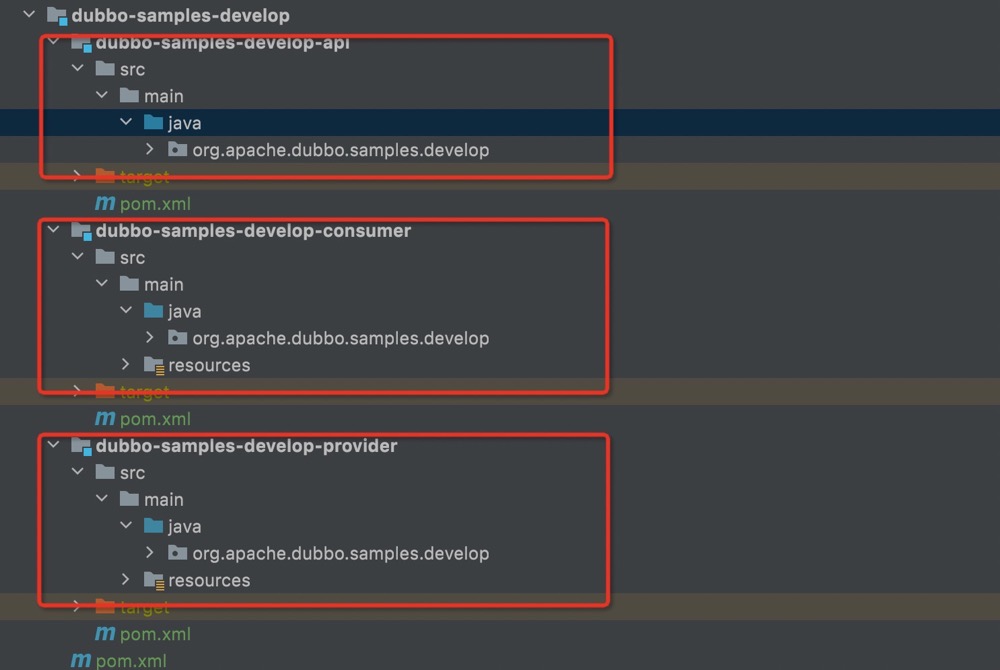 dubbo-samples-develop
dubbo-samples-develop-api
src
main
java
org.apache.dubbo.samples.develop
target
pom.xml
dubbo-samples-develop-consumer
src
main
java
org.apache.dubbo.samples.develop
resources
target
pom.xml
dubbo-samples-develop-provider
src
main
java
org.apache.dubbo.samples.develop
resources
target
pom.xml
pom.xml